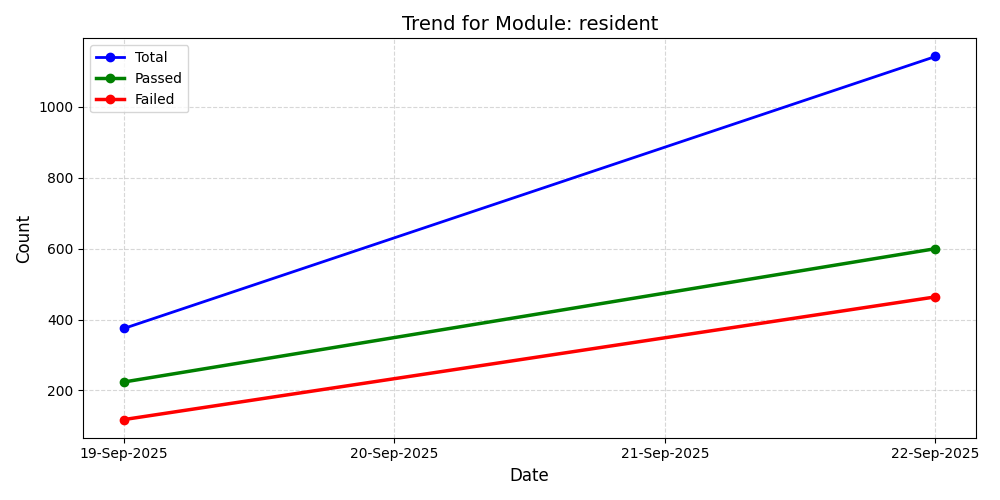 Trend for Module: resident
Total
Passed
Failed
Count
1000
800
600
400
200
19-Sep-2025
20-Sep-2025
21-Sep-2025
22-Sep-2025
Date